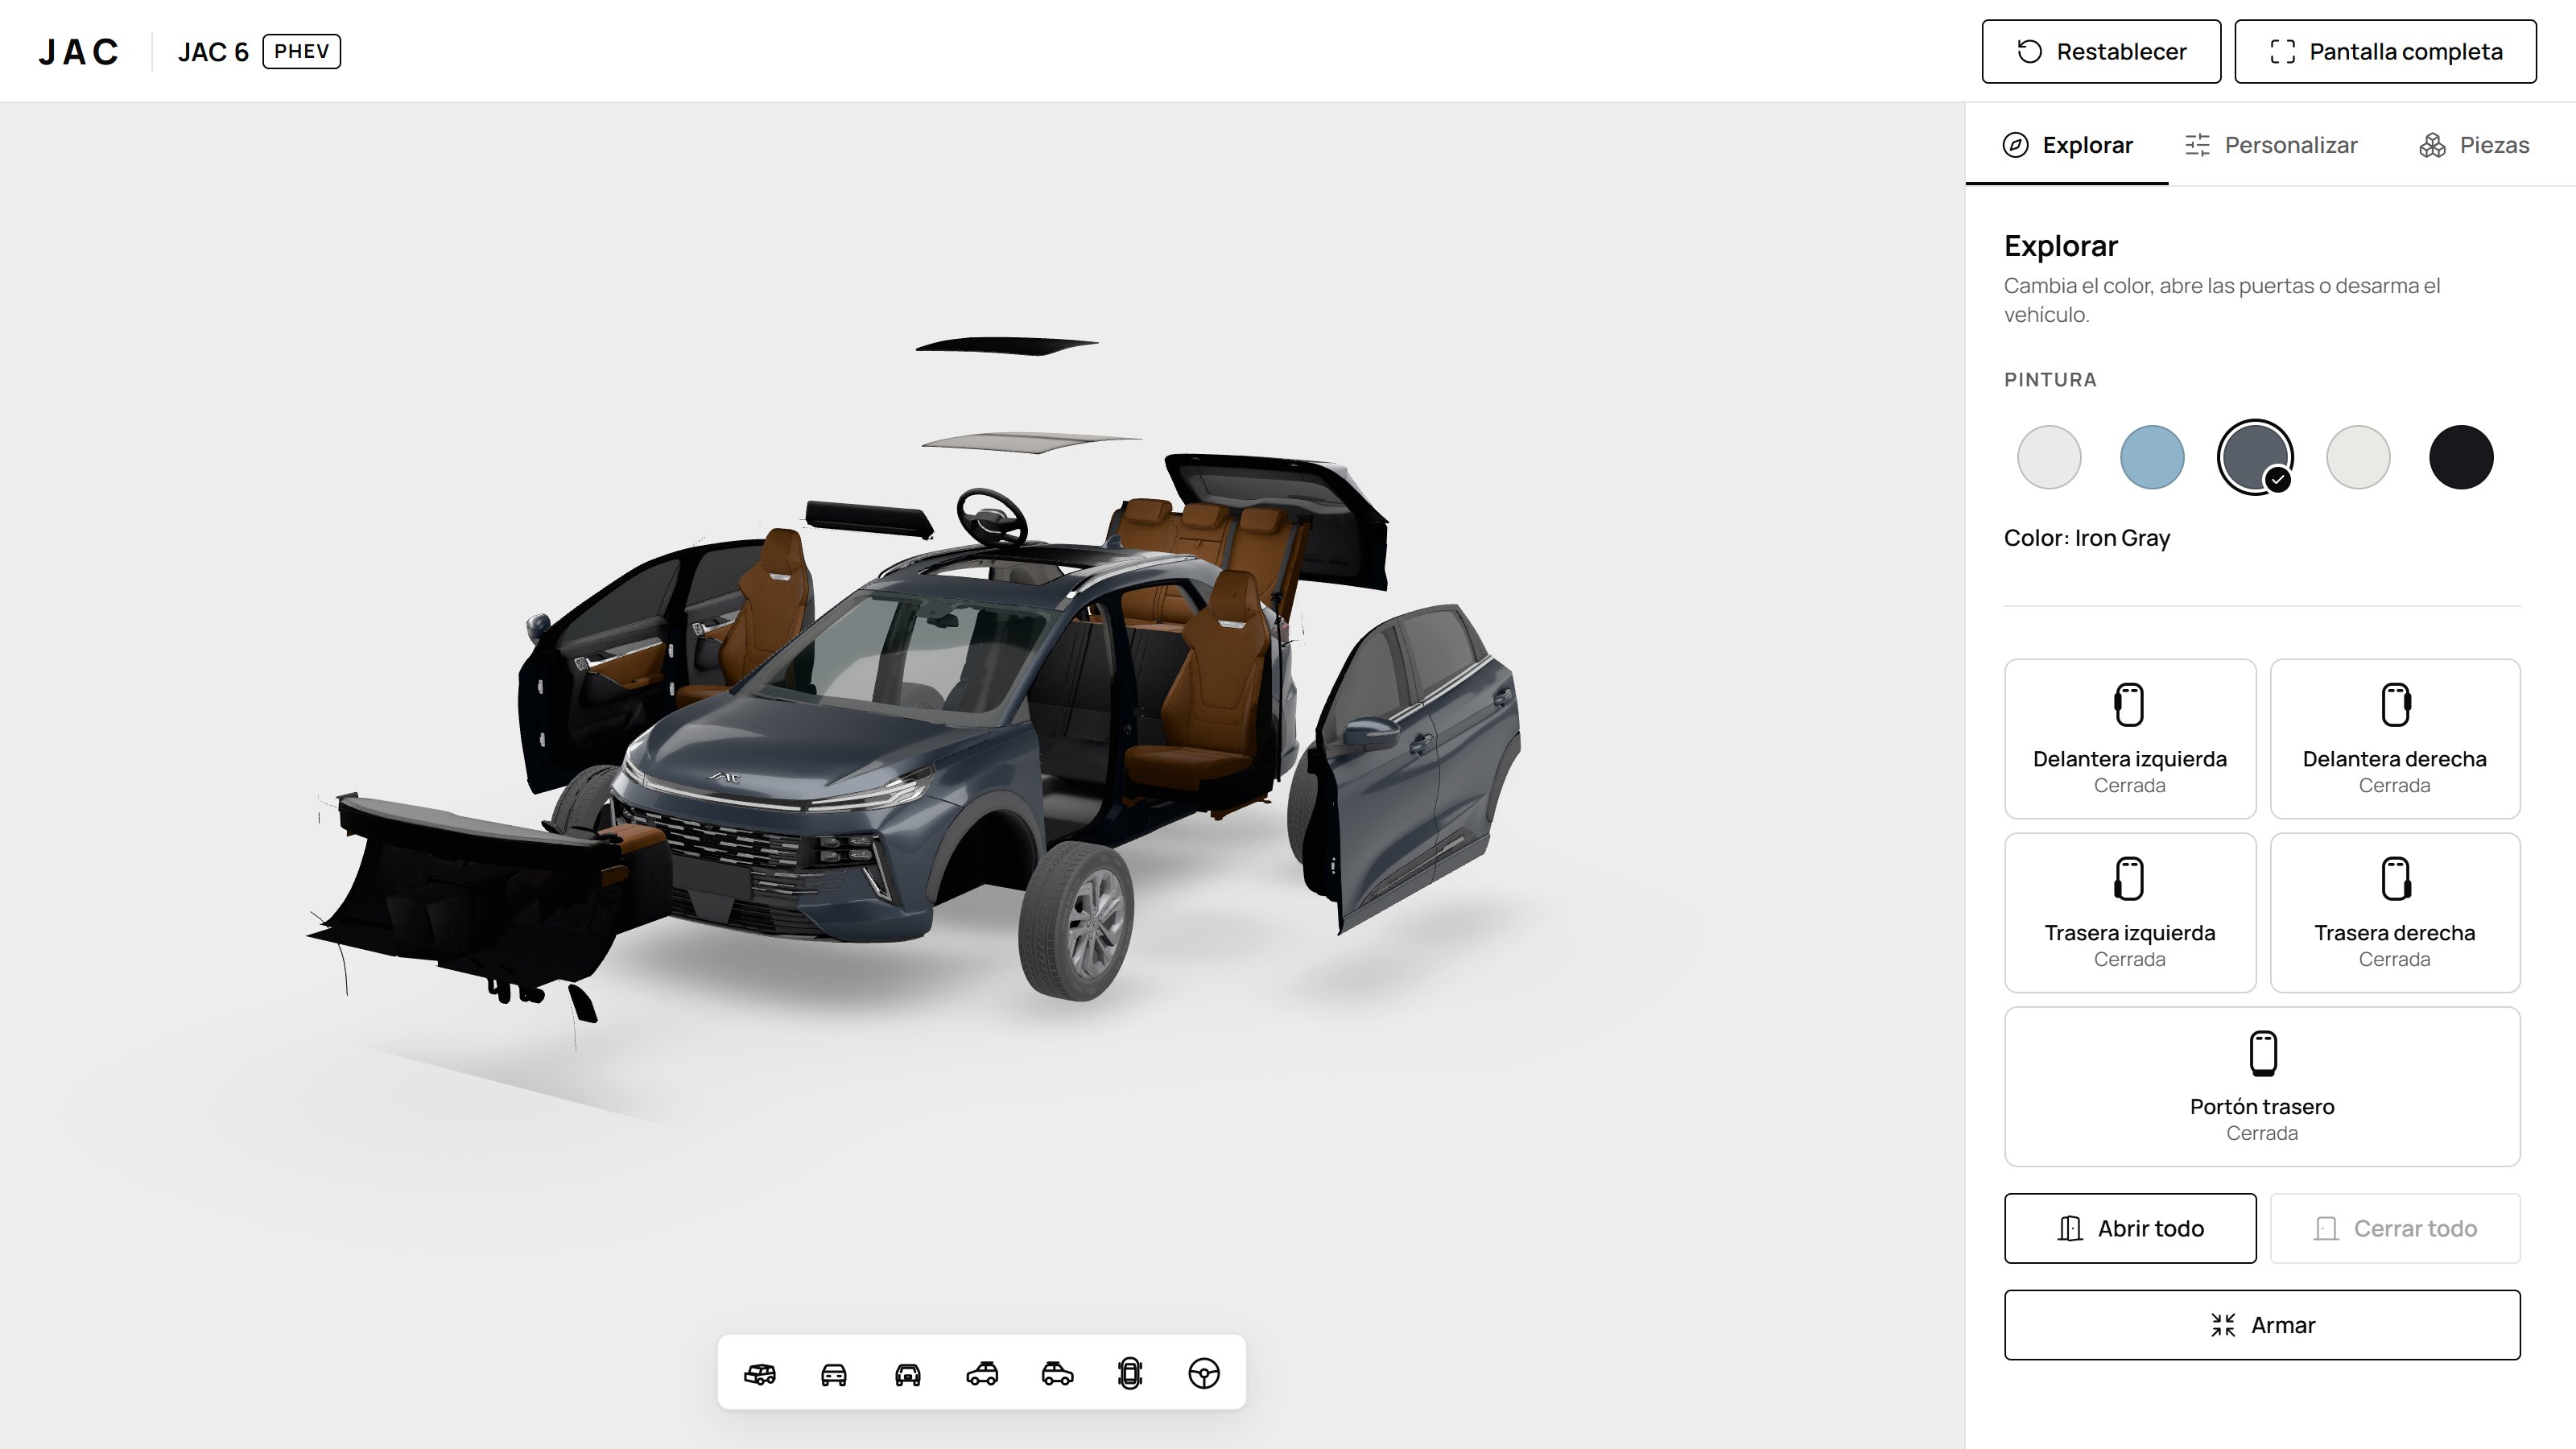 JAC
JAC 6
PHEV
Restablecer
Pantalla completa
Explorar
Personalizar
Piezas
Explorar
Cambia el color, abre las puertas o desarma el
vehículo.
PINTURA
Color: Iron Gray
Delantera izquierda
Cerrada
Delantera derecha
Cerrada
Trasera izquierda
Cerrada
Trasera derecha
Cerrada
Portón trasero
Cerrada
Abrir todo
Cerrar todo
Armar
JAC